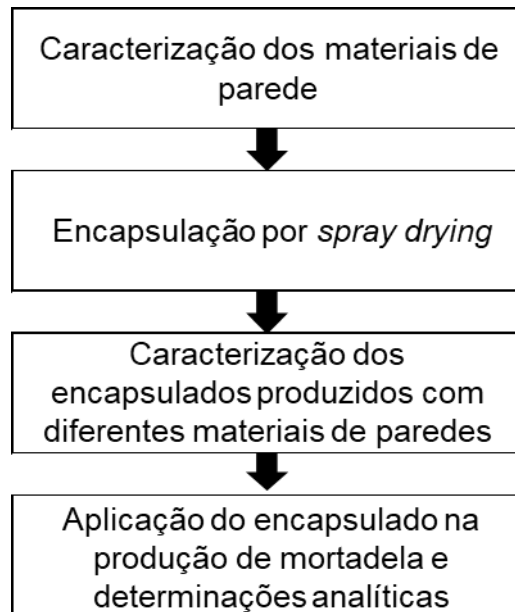 Caracterização dos materiais de
parede
Encapsulação por spray drying
Caracterização dos
encapsulados produzidos com
diferentes materiais de paredes
Aplicação do encapsulado na
produção de mortadela e
determinações analíticas